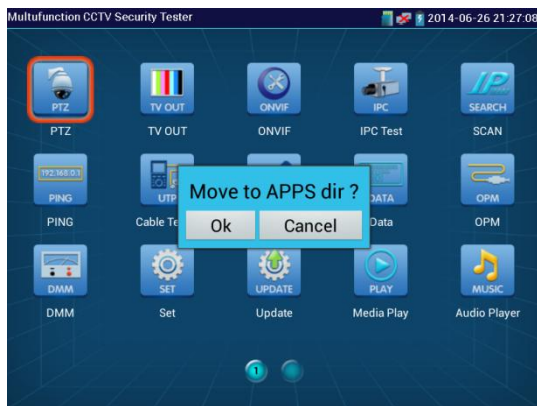 Multufunction CCTV Security Tester
2014-06-26 21:27:08
PTZ
TV OUT
ONVIF
IPC
IP
SEARCH
PTZ
TV OUT
ONVIF
IPC Test
SCAN
192.168.0.1
PING
UTP
DATA
OPM
PING
Cable Te
Data
OPM
Move to APPS dir ?
Ok
Cancel
DMM
SET
UPDATE
PLAY
MUSIC
DMM
Set
Update
Media Play
Audio Player
1